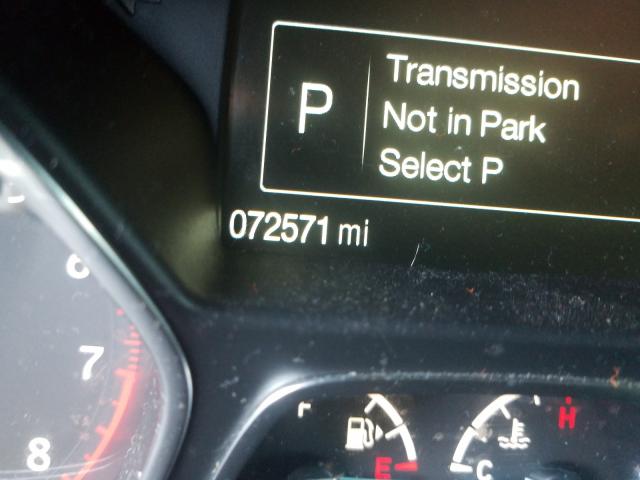 P
Transmission
Not in Park
Select P
072571 mi
6
7
8
F
E
H
C